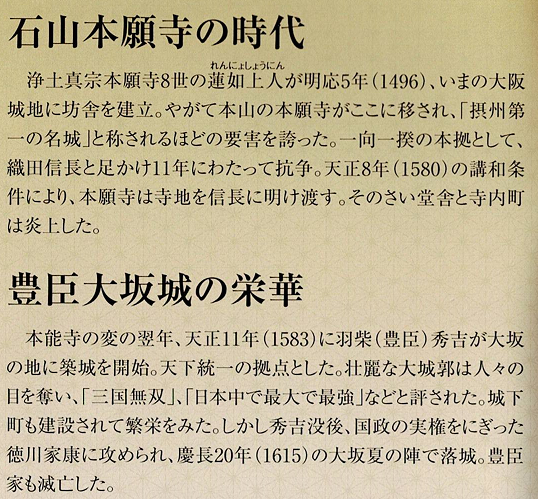 石山本願寺の時代
れんにょしょうにん
浄土真宗本願寺8世の蓮如上人が明応5年(1496)、いまの大阪
城地に坊舎を建立。やがて本山の本願寺がここに移され、「摂州第
一の名城」と称されるほどの要害を誇った。一向一揆の本拠として、
織田信長と足かけ11年にわたって抗争。天正8年(1580)の講和条
件により、本願寺は寺地を信長に明け渡す。そのさい堂舎と寺内町
は炎上した。
豊臣大坂城の栄華
本能寺の変の翌年、天正11年(1583)に羽柴(豊臣)秀吉が大坂
の地に築城を開始。天下統一の拠点とした。壮麗な大城郭は人々の
目を奪い、「三国無双」、「日本中で最大で最強」などと評された。城下
町も建設されて繁栄をみた。しかし秀吉没後、国政の実権をにぎった
徳川家康に攻められ、慶長20年(1615)の大坂夏の陣で落城。豊臣
家も滅亡した。